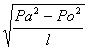 √((Pa² − Po²)/l)